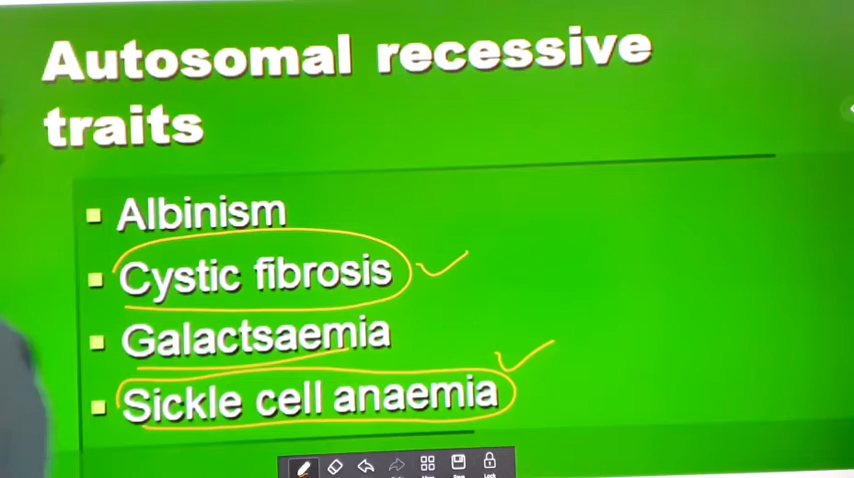 Autosomal recessive
traits
Albinism
Cystic fibrosis
Galactsaemia
Sickle cell anaemia